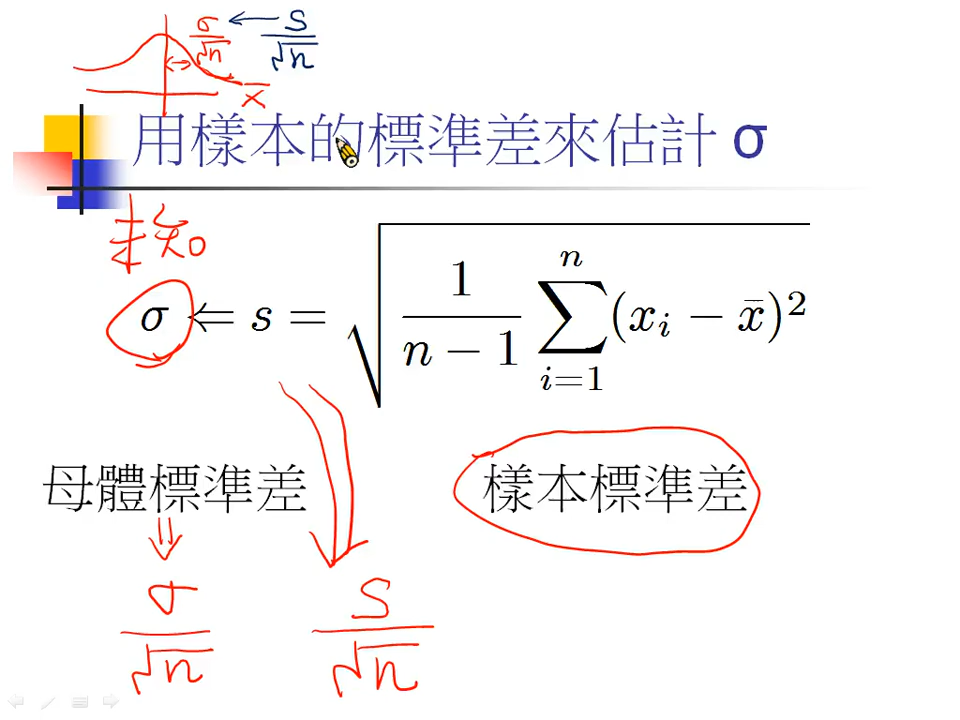 σ/√n ← S/√n
x̄
用樣本的標準差來估計 σ
未知
σ ⇐ s = √(1/(n−1) ∑_{i=1}^{n} (x_i − x̄)²)
母體標準差 樣本標準差
σ/√n S/√n